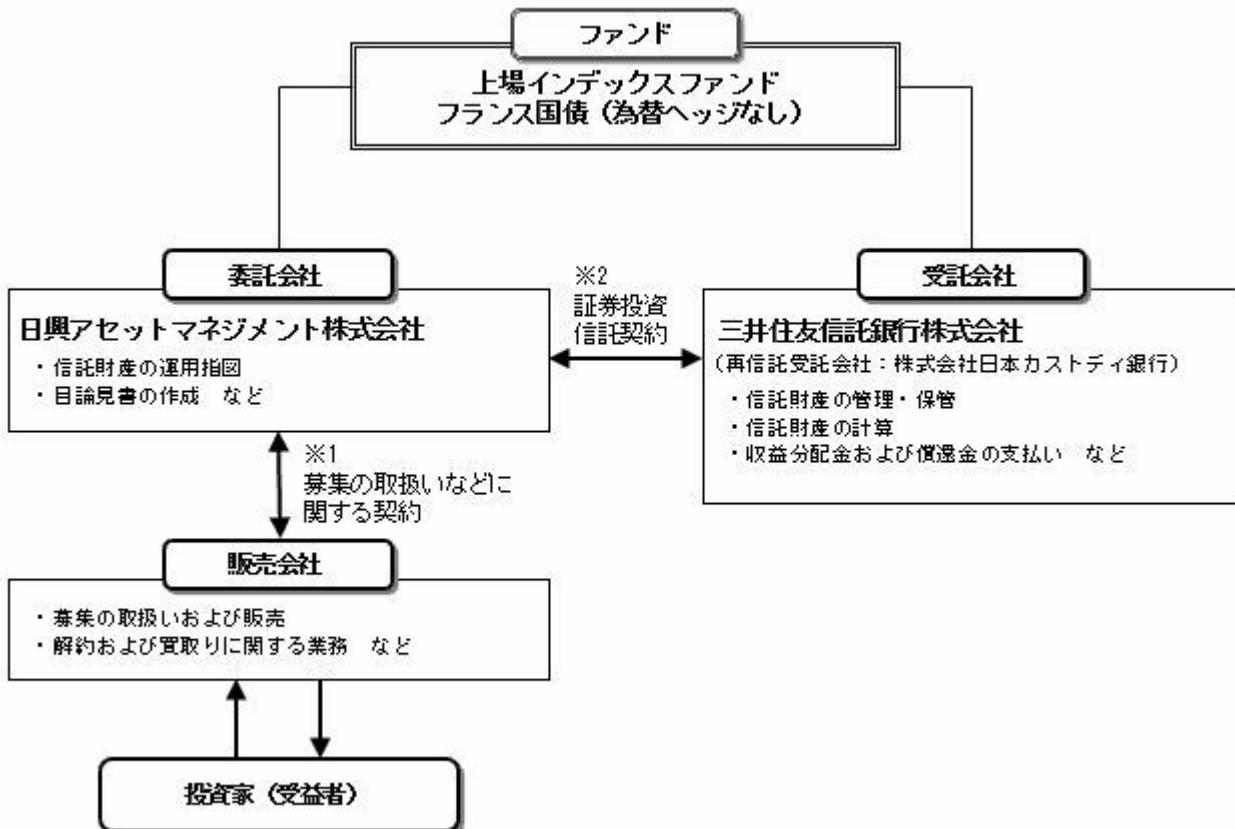 ファンド
上場インデックスファンド
フランス国債（為替ヘッジなし）
委託会社
日興アセットマネジメント株式会社
・信託財産の運用指図
・目論見書の作成　など
※2
証券投資
信託契約
受託会社
三井住友信託銀行株式会社
（再信託受託会社：株式会社日本カストディ銀行）
・信託財産の管理・保管
・信託財産の計算
・収益分配金および償還金の支払い　など
※1
募集の取扱いなどに
関する契約
販売会社
・募集の取扱いおよび販売
・解約および買取りに関する業務　など
投資家（受益者）